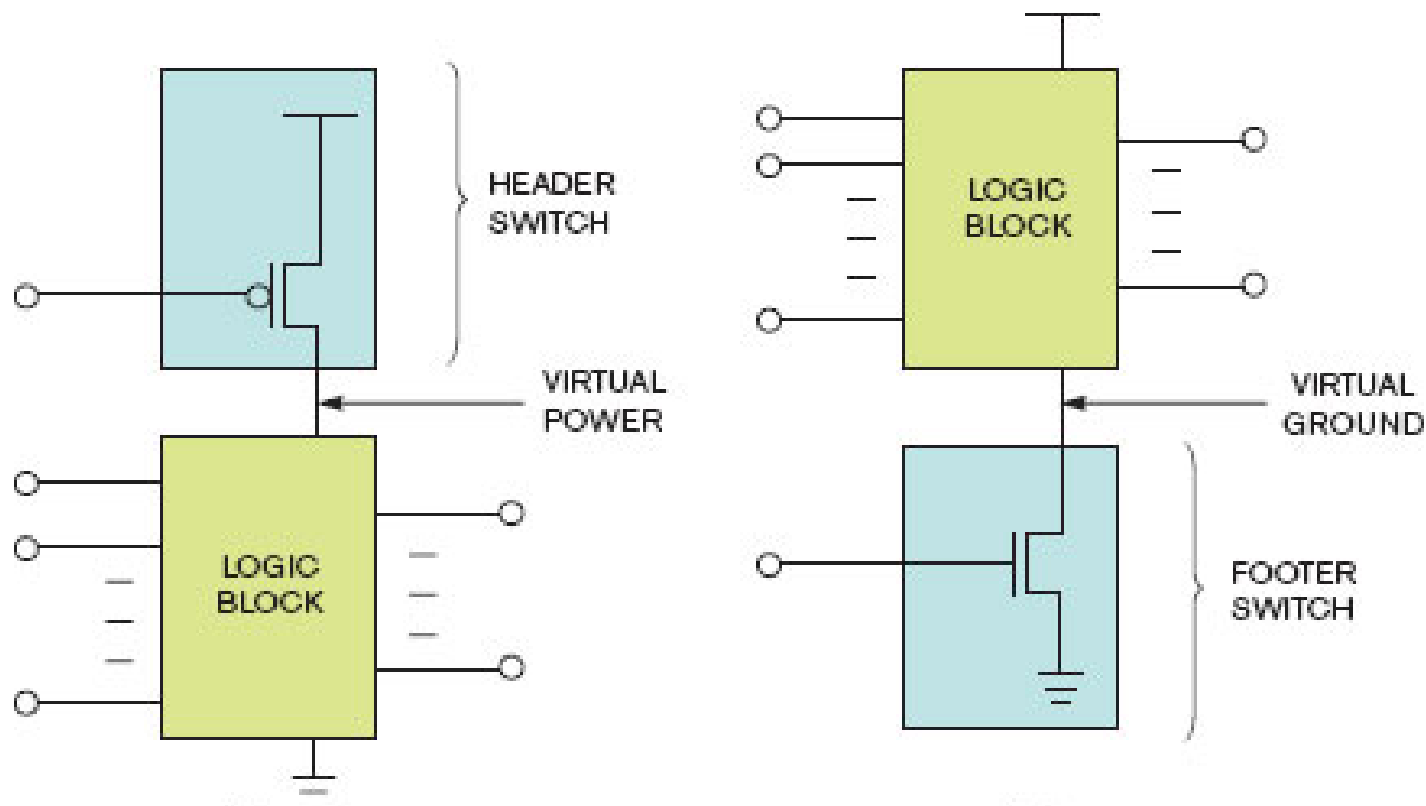 HEADER
SWITCH
VIRTUAL
POWER
LOGIC
BLOCK
LOGIC
BLOCK
VIRTUAL
GROUND
FOOTER
SWITCH